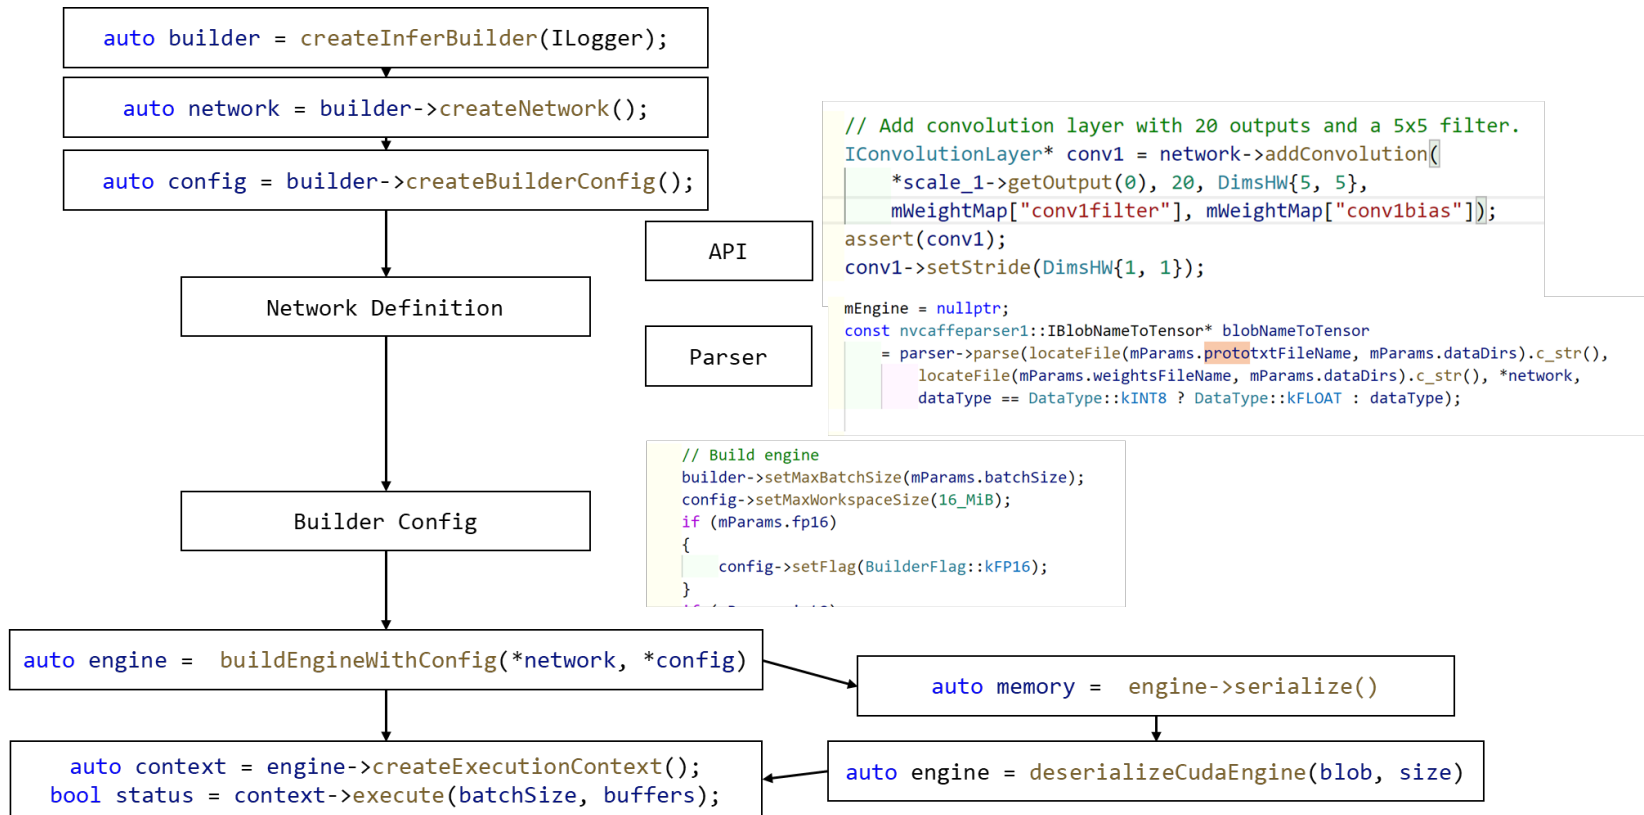 auto builder = createInferBuilder(ILogger);
auto network = builder->createNetwork();
auto config = builder->createBuilderConfig();
Network Definition
API
// Add convolution layer with 20 outputs and a 5x5 filter.
IConvolutionLayer* conv1 = network->addConvolution(
*scale_1->getOutput(0), 20, DimsHW{5, 5},
mWeightMap["conv1filter"], mWeightMap["conv1bias"]);
assert(conv1);
conv1->setStride(DimsHW{1, 1});
Parser
mEngine = nullptr;
const nvcaffeparser1::IBlobNameToTensor* blobNameToTensor
= parser->parse(locateFile(mParams.prototxtFileName, mParams.dataDirs).c_str(),
locateFile(mParams.weightsFileName, mParams.dataDirs).c_str(), *network,
dataType == DataType::kINT8 ? DataType::kFLOAT : dataType);
Builder Config
// Build engine
builder->setMaxBatchSize(mParams.batchSize);
config->setMaxWorkspaceSize(16_MiB);
if (mParams.fp16)
{
config->setFlag(BuilderFlag::kFP16);
}
auto engine = buildEngineWithConfig(*network, *config)
auto memory = engine->serialize()
auto context = engine->createExecutionContext();
bool status = context->execute(batchSize, buffers);
auto engine = deserializeCudaEngine(blob, size)